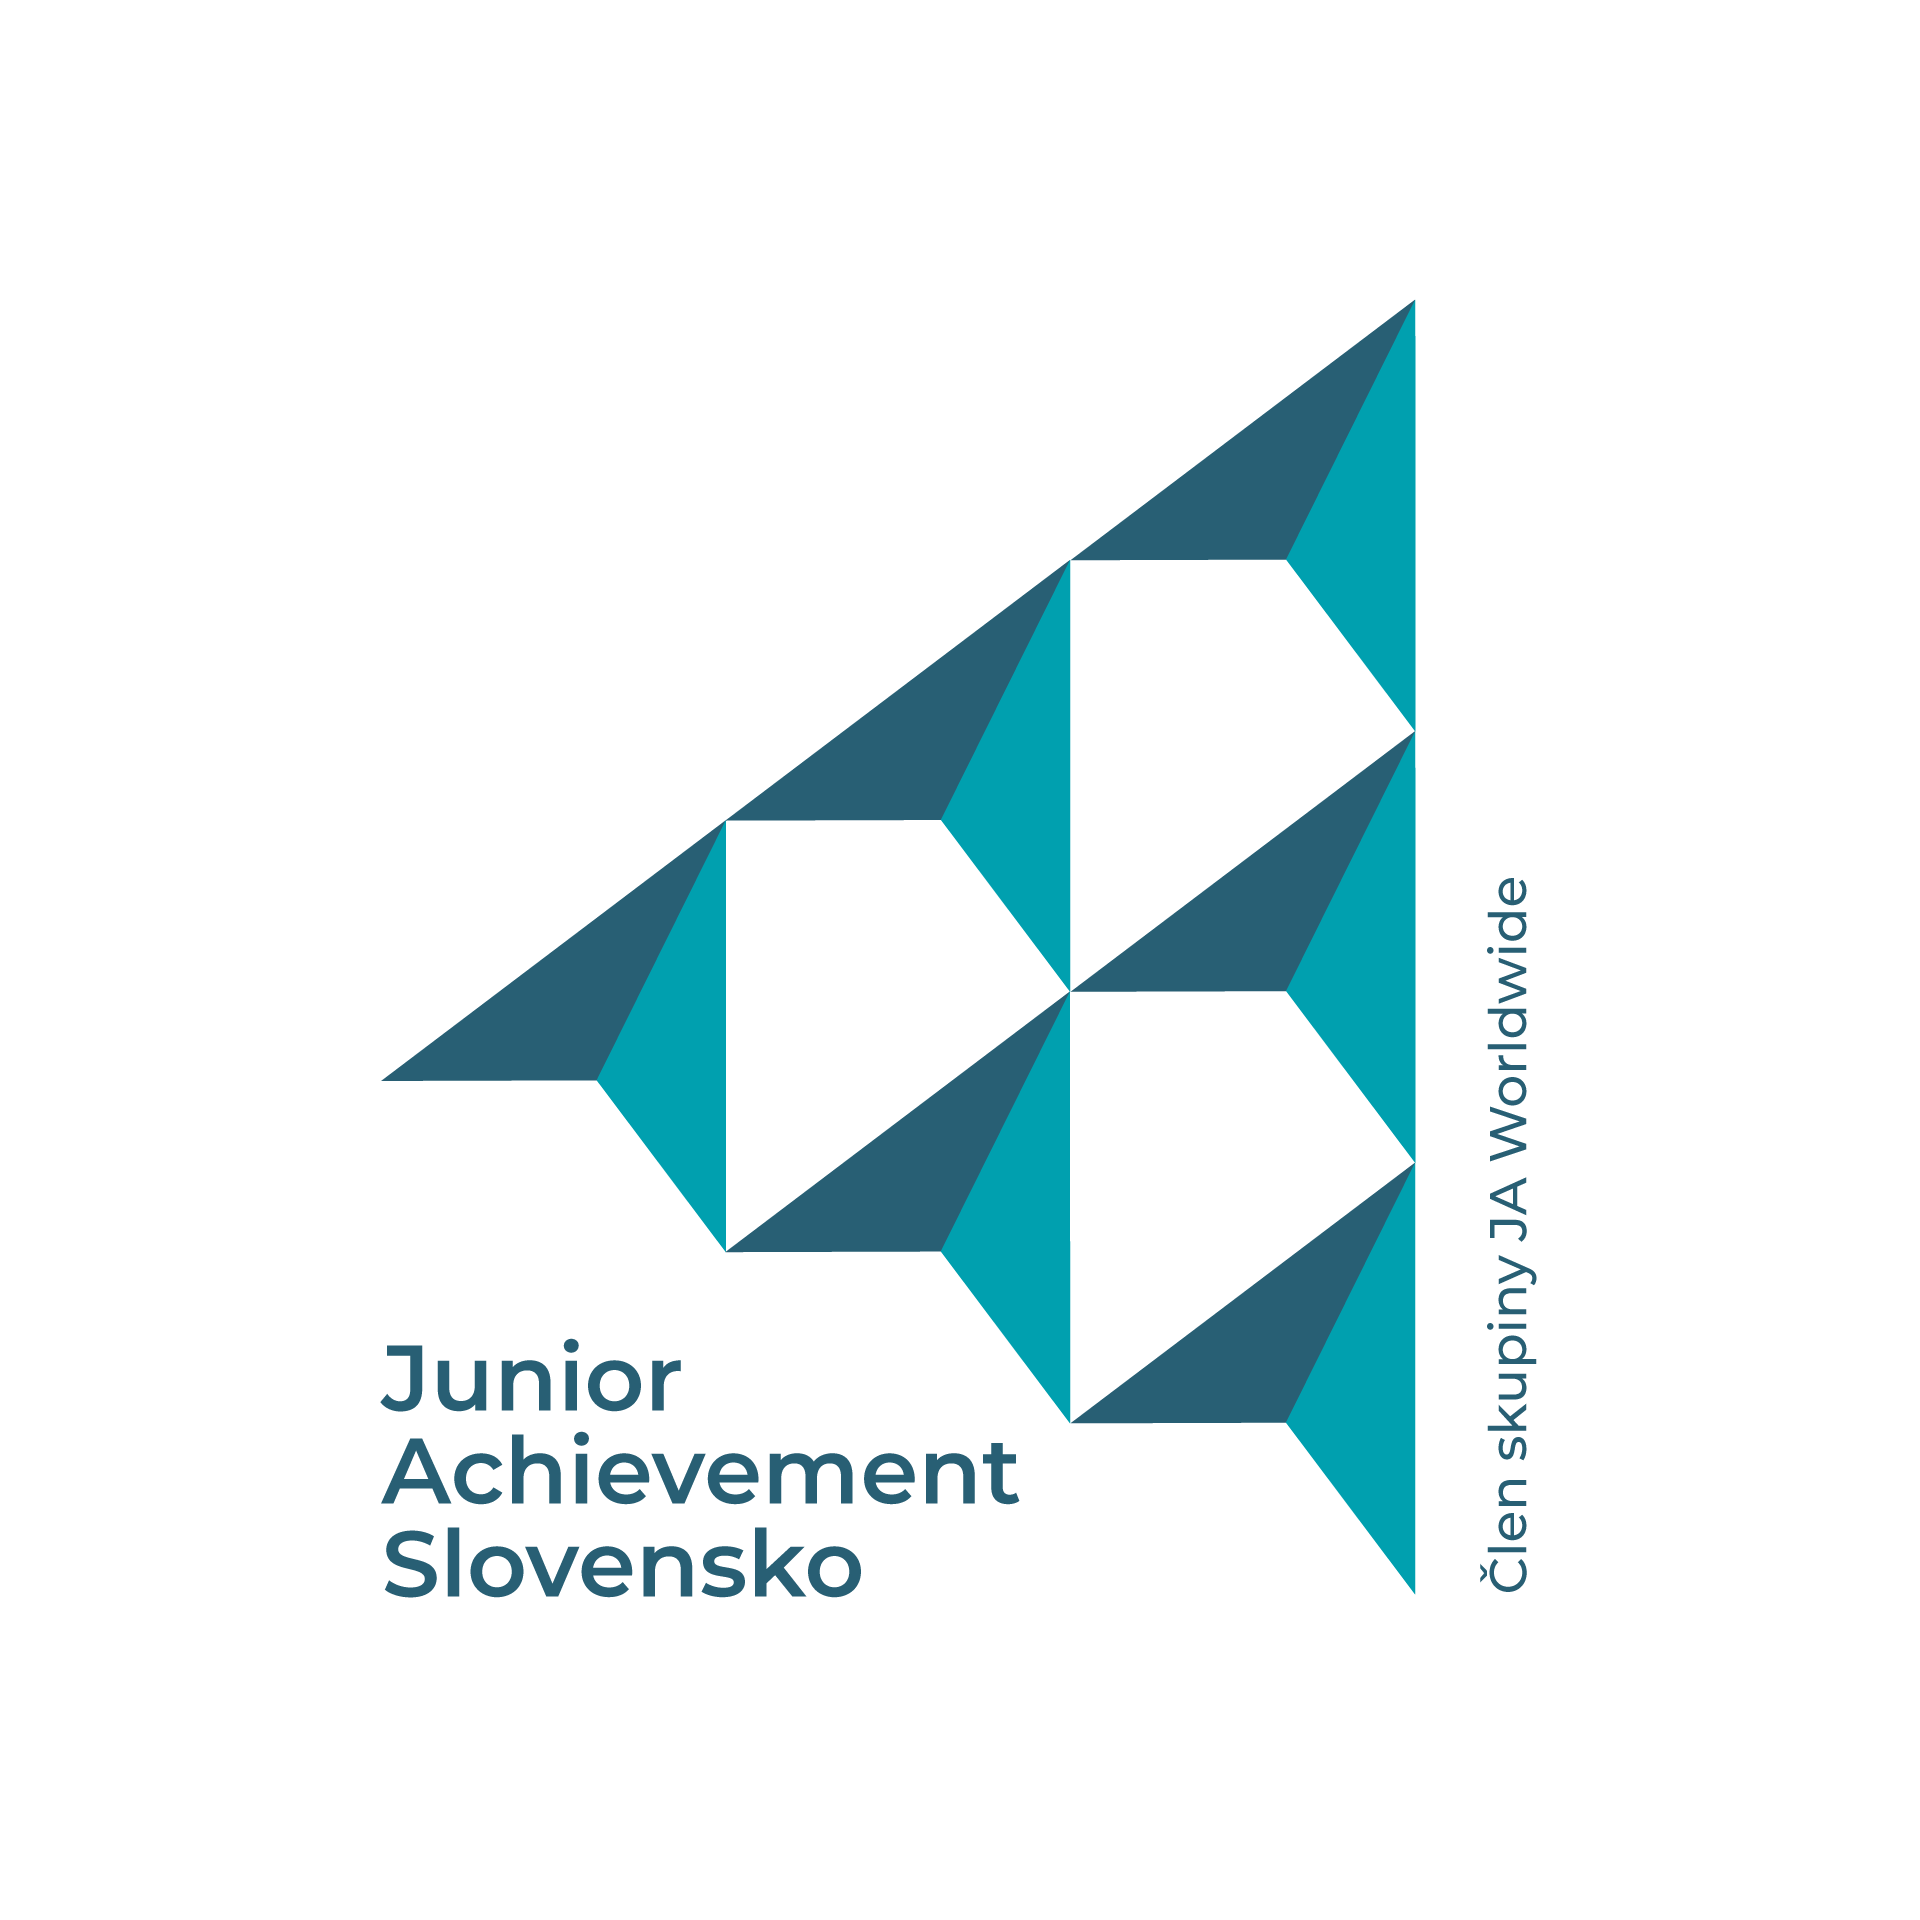 Junior
Achievement
Slovensko
Člen skupiny JA Worldwide